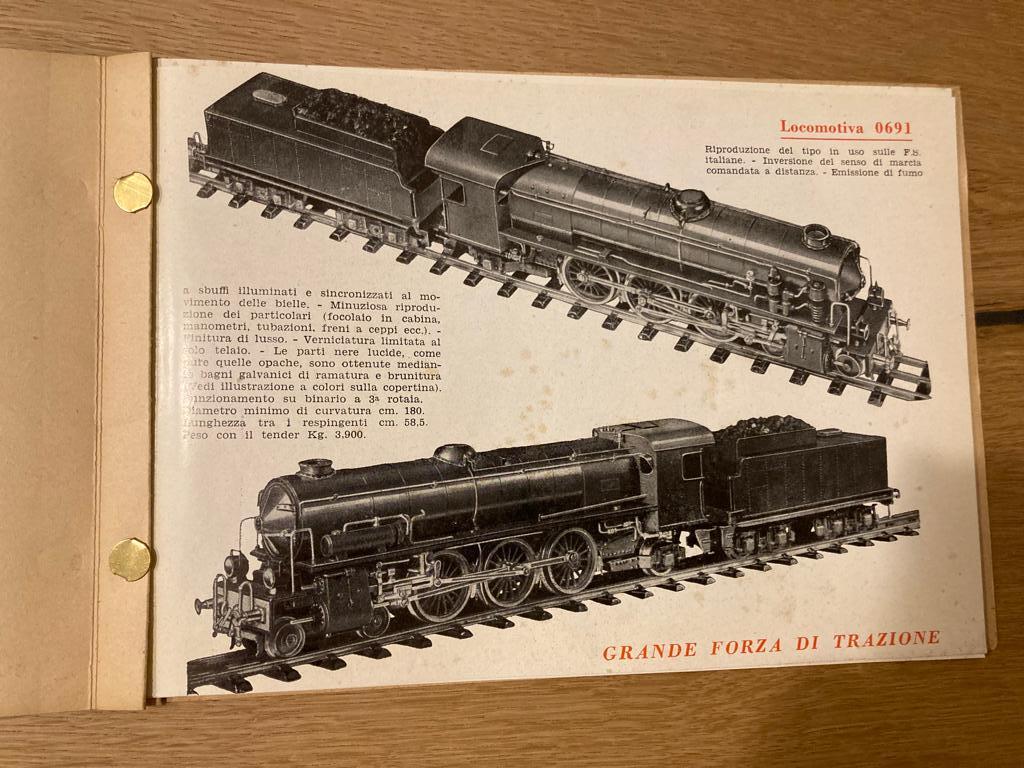 Locomotiva 0691
Riproduzione del tipo in uso sulle F.S.
italiane. - Inversione del senso di marcia
comandata a distanza. - Emissione di fumo
a sbuffi illuminati e sincronizzati al mo-
vimento delle bielle. - Minuziosa riprodu-
zione dei particolari (focolaio in cabina,
manometri, tubazioni, freni a ceppi ecc.). -
Finitura di lusso. - Verniciatura limitata al
solo telaio. - Le parti nere lucide, come
pure quelle opache, sono ottenute median-
te bagni galvanici di ramatura e brunitura
(Vedi illustrazione a colori sulla copertina).
Funzionamento su binario a 3ª rotaia.
Diametro minimo di curvatura cm. 180.
Lunghezza tra i respingenti cm. 58,5.
Peso con il tender Kg. 3.900.
GRANDE FORZA DI TRAZIONE